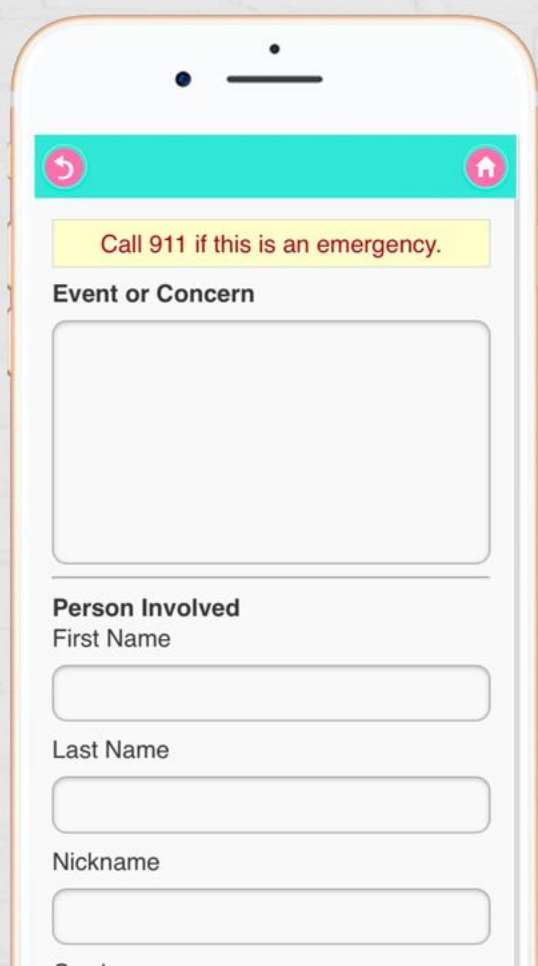 Call 911 if this is an emergency.
Event or Concern
Person Involved
First Name
Last Name
Nickname